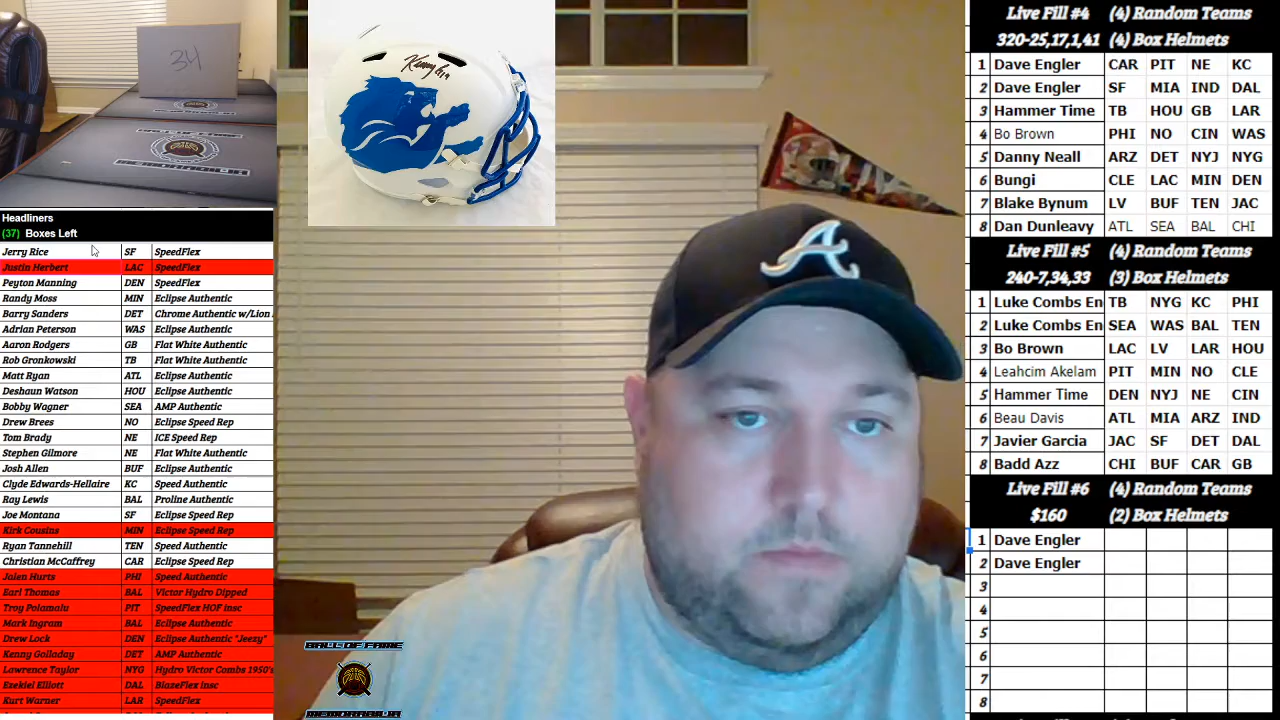 34
BALL OF FAME
MEMORABILIA
Headliners
(37) Boxes Left
Jerry Rice SF SpeedFlex
Justin Herbert LAC SpeedFlex
Peyton Manning DEN SpeedFlex
Randy Moss MIN Eclipse Authentic
Barry Sanders DET Chrome Authentic w/Lion
Adrian Peterson WAS Eclipse Authentic
Aaron Rodgers GB Flat White Authentic
Rob Gronkowski TB Flat White Authentic
Matt Ryan ATL Eclipse Authentic
Deshaun Watson HOU Eclipse Authentic
Bobby Wagner SEA AMP Authentic
Drew Brees NO Eclipse Speed Rep
Tom Brady NE ICE Speed Rep
Stephen Gilmore NE Flat White Authentic
Josh Allen BUF Eclipse Authentic
Clyde Edwards-Hellaire KC Speed Authentic
Ray Lewis BAL Proline Authentic
Joe Montana SF Eclipse Speed Rep
Kirk Cousins MIN Eclipse Speed Rep
Ryan Tannehill TEN Speed Authentic
Christian McCaffrey CAR Eclipse Speed Rep
Jalen Hurts PHI Speed Authentic
Earl Thomas BAL Victor Hydro Dipped
Troy Polamalu PIT SpeedFlex HOF insc
Mark Ingram BAL Eclipse Authentic
Drew Lock DEN Eclipse Authentic "Jeezy"
Kenny Golladay DET AMP Authentic
Lawrence Taylor NYG Hydro Victor Combs 1950's
Ezekiel Elliott DAL BlazeFlex insc
Kurt Warner LAR SpeedFlex
A
BALL OF FAME
MEMORABILIA
Live Fill #4 (4) Random Teams
320-25,17,1,41 (4) Box Helmets
1 Dave Engler CAR PIT NE KC
2 Dave Engler SF MIA IND DAL
3 Hammer Time TB HOU GB LAR
4 Bo Brown PHI NO CIN WAS
5 Danny Neall ARZ DET NYJ NYG
6 Bungi CLE LAC MIN DEN
7 Blake Bynum LV BUF TEN JAC
8 Dan Dunleavy ATL SEA BAL CHI
Live Fill #5 (4) Random Teams
240-7,34,33 (3) Box Helmets
1 Luke Combs En TB NYG KC PHI
2 Luke Combs En SEA WAS BAL TEN
3 Bo Brown LAC LV LAR HOU
4 Leahcim Akelam PIT MIN NO CLE
5 Hammer Time DEN NYJ NE CIN
6 Beau Davis ATL MIA ARZ IND
7 Javier Garcia JAC SF DET DAL
8 Badd Azz CHI BUF CAR GB
Live Fill #6 (4) Random Teams
$160 (2) Box Helmets
1 Dave Engler
2 Dave Engler
3
4
5
6
7
8